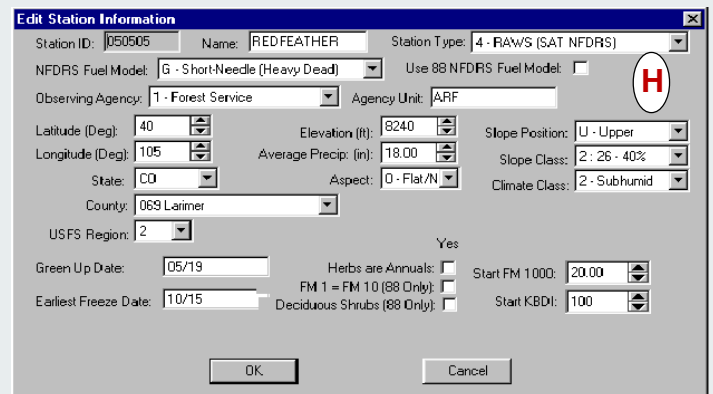 Edit Station Information
Station ID: 050505 Name: REDFEATHER Station Type: 4 - RAWS (SAT NFDRS)
NFDRS Fuel Model: G - Short-Needle (Heavy Dead) Use 88 NFDRS Fuel Model:
H
Observing Agency: 1 - Forest Service Agency Unit: ARF
Latitude (Deg): 40 Elevation (ft): 8240 Slope Position: U - Upper
Longitude (Deg): 105 Average Precip: (in): 18.00 Slope Class: 2 : 26 - 40%
State: CO Aspect: 0 - Flat/N Climate Class: 2 - Subhumid
County: 069 Larimer
USFS Region: 2
Yes
Green Up Date: 05/19 Herbs are Annuals: Start FM 1000: 20.00
FM 1 = FM 10 (88 Only):
Earliest Freeze Date: 10/15 Deciduous Shrubs (88 Only): Start KBDI: 100
OK Cancel